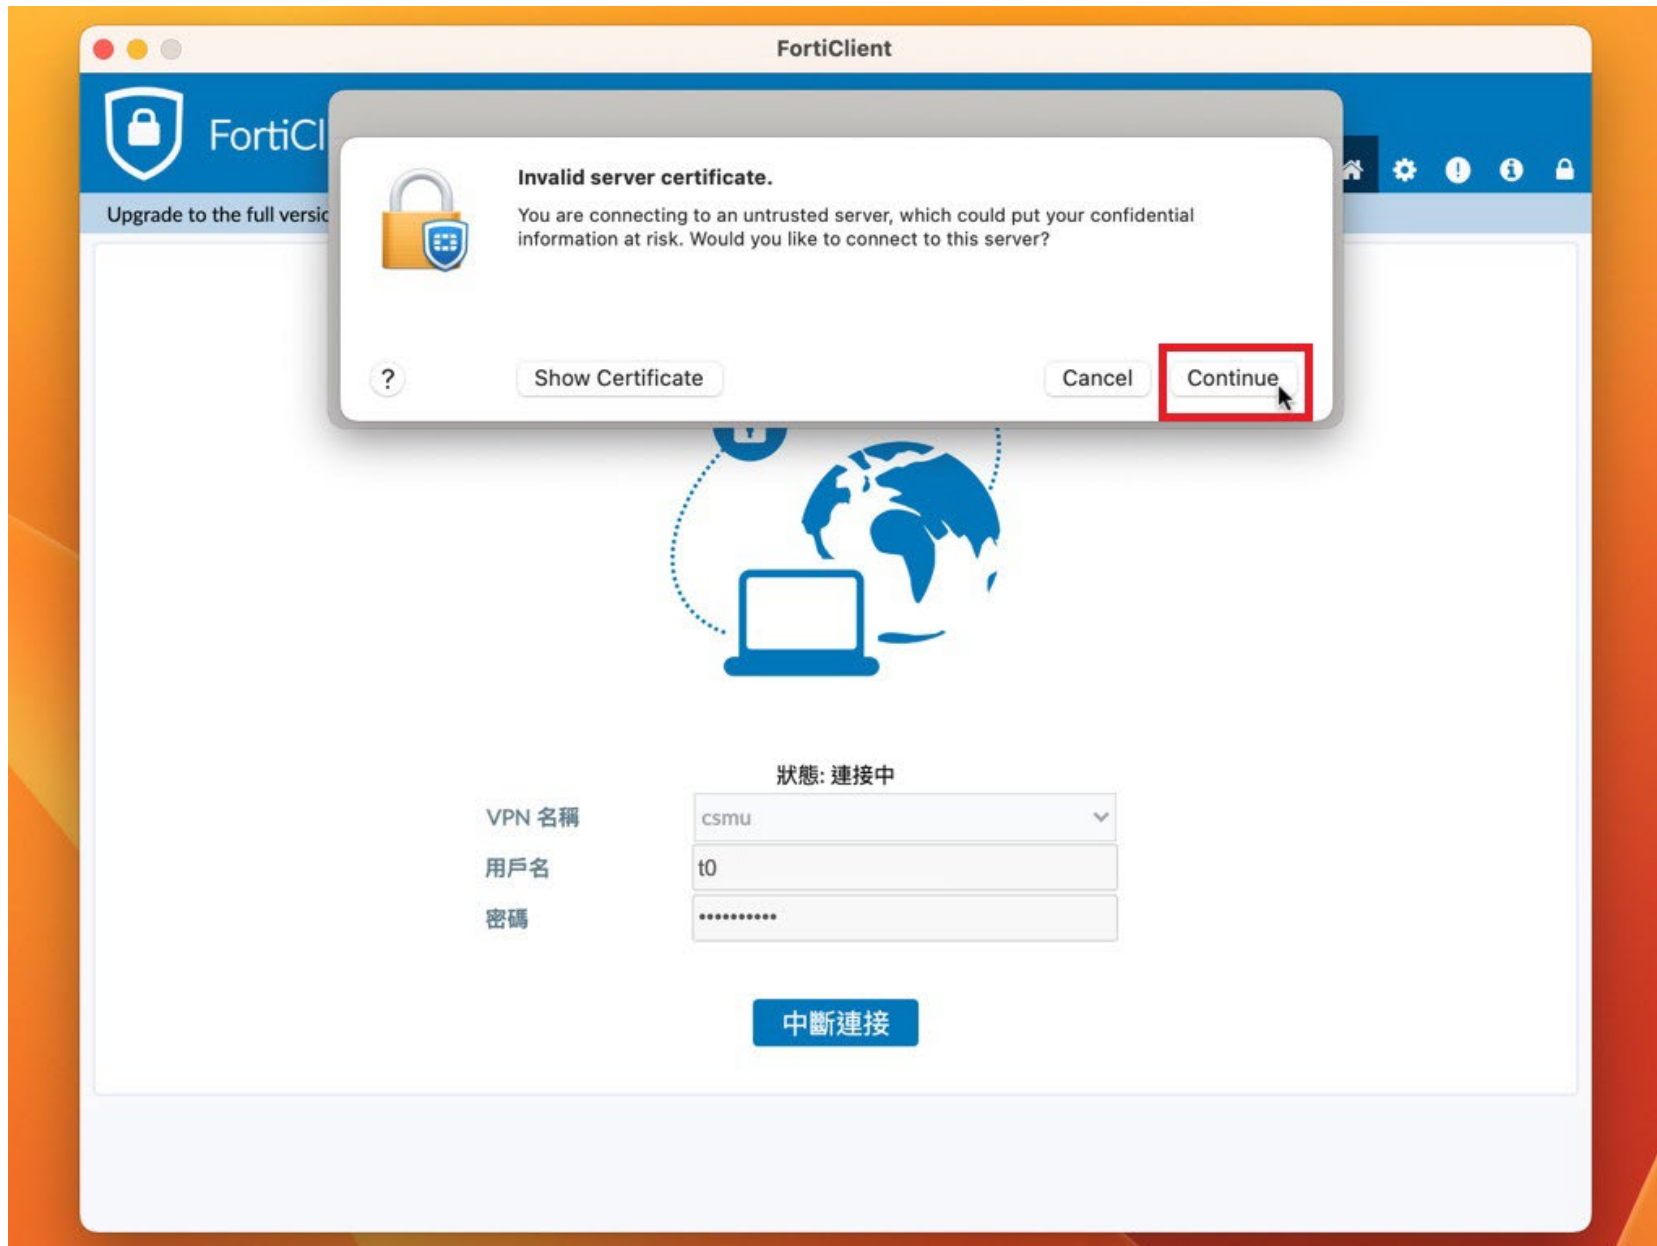 FortiClient
FortiCl
Upgrade to the full versio
Invalid server certificate.
You are connecting to an untrusted server, which could put your confidential
information at risk. Would you like to connect to this server?
?
Show Certificate
Cancel
Continue
狀態: 連接中
VPN 名稱
csmu
用戶名
t0
密碼
••••••••••
中斷連接